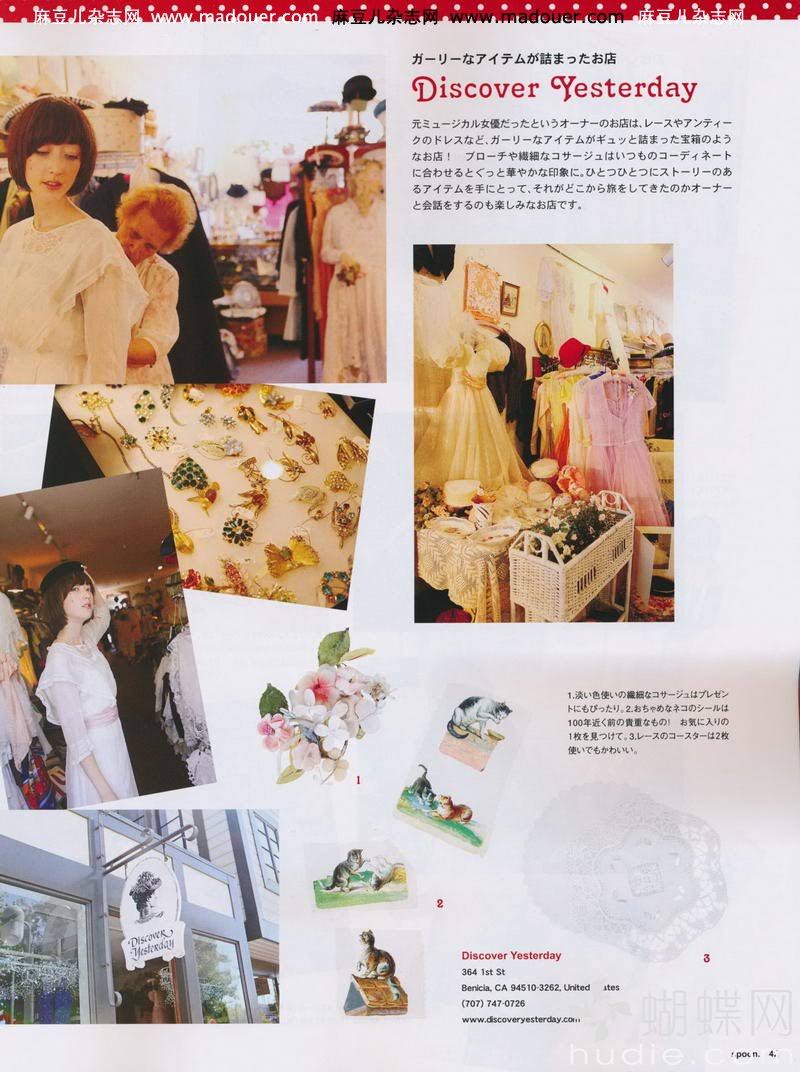 麻豆儿杂志网 www.madouer.com 麻豆儿杂志网 www.madouer.com 麻豆儿杂志网
ガーリーなアイテムが詰まったお店
Discover Yesterday
元ミュージカル女優だったというオーナーのお店は、レースやアンティー
クのドレスなど、ガーリーなアイテムがギュッと詰まった宝箱のよう
なお店！　ブローチや繊細なコサージュはいつものコーディネート
に合わせるとぐっと華やかな印象に。ひとつひとつにストーリーのあ
るアイテムを手にとって、それがどこから旅をしてきたのかオーナー
と会話をするのも楽しみなお店です。
1.淡い色使いの繊細なコサージュはプレゼン
トにもぴったり。2.おちゃめなネコのシールは
100年近く前の貴重なもの！　お気に入りの
1枚を見つけて。3.レースのコースターは2枚
使いでもかわいい。
1
2
3
Discover
Yesterday
Discover Yesterday
364 1st St
Benicia, CA 94510-3262, United
(707) 747-0726
www.discoveryesterday.com
蝴蝶网
hudie.com
spoon.